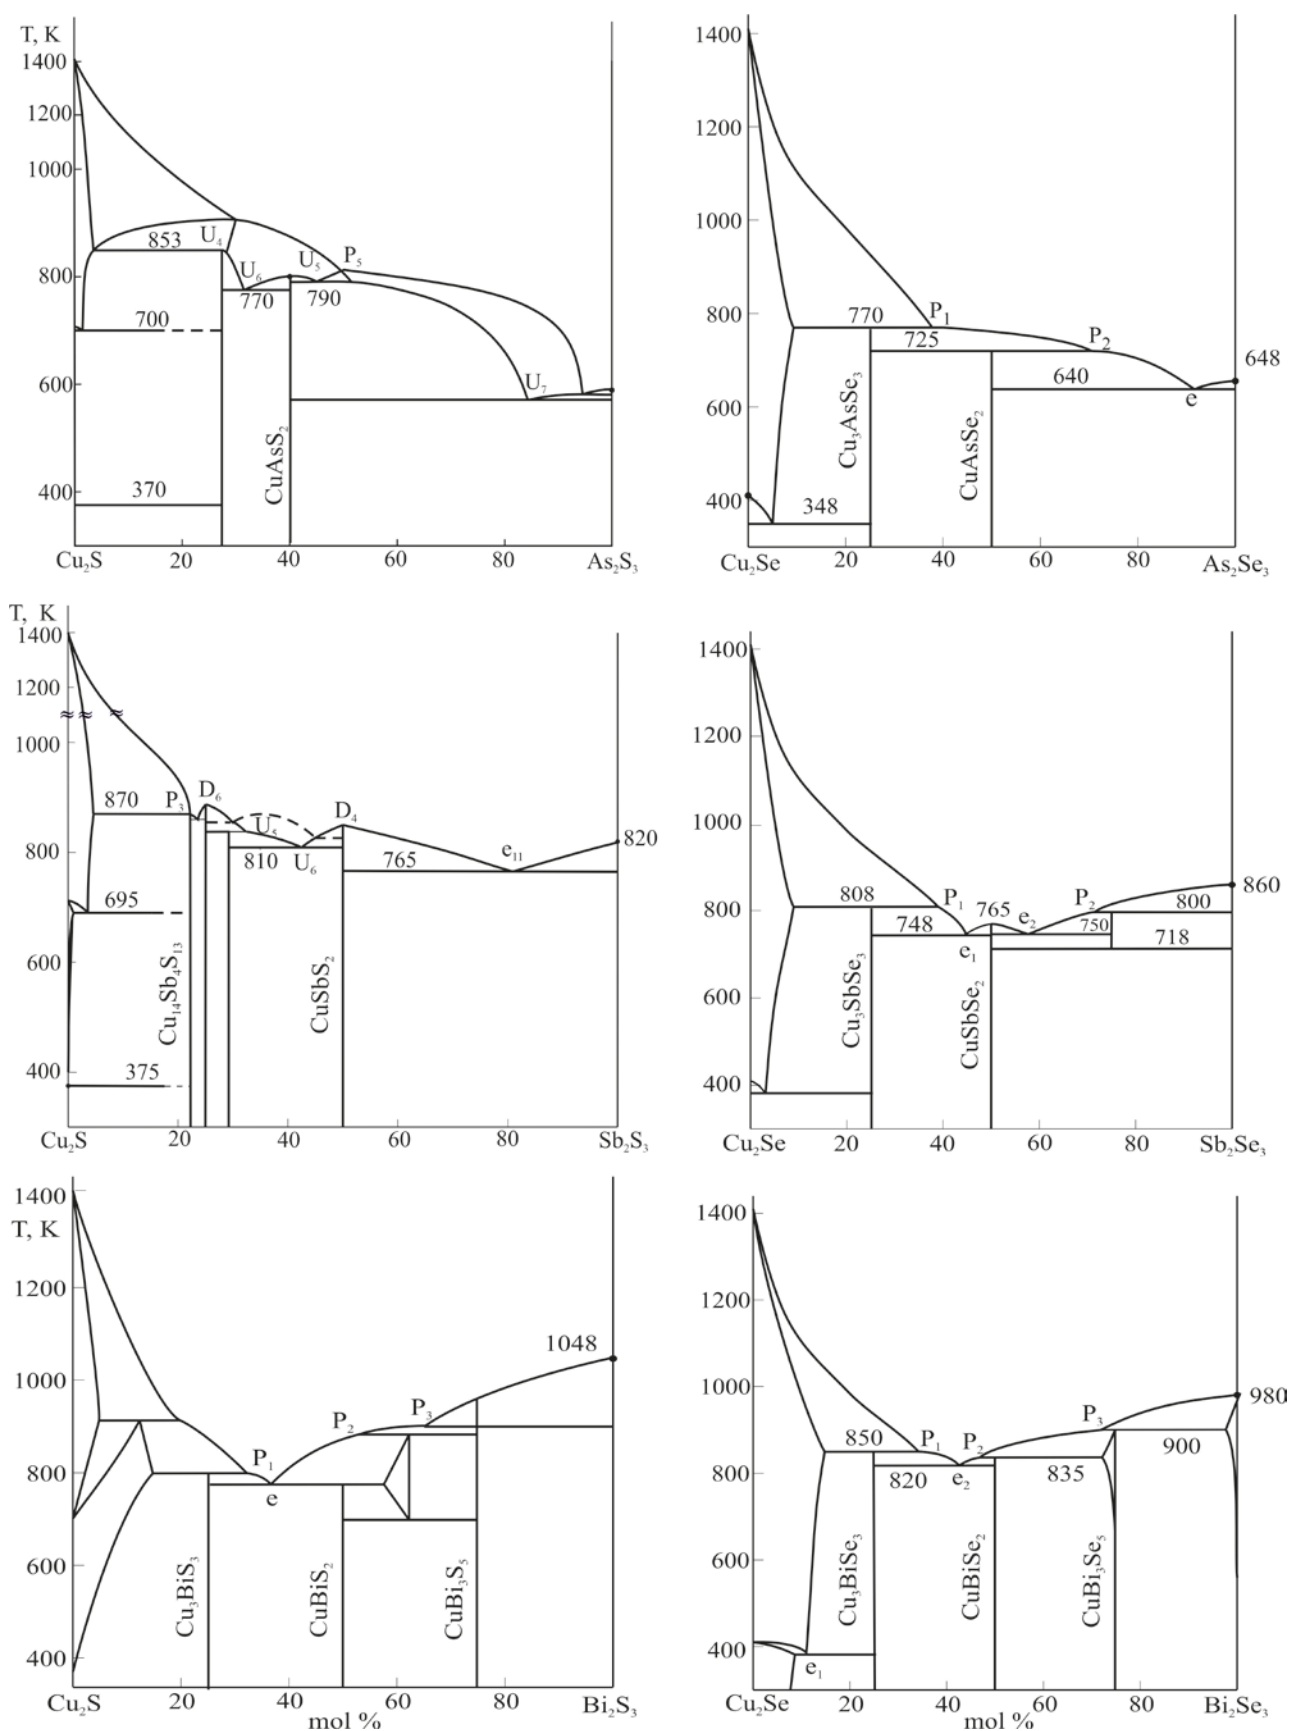 T, K
1400
1200
1000
800
600
400
853
U₄
U₆
U₅
P₅
770
790
700
U₇
370
CuAsS₂
Cu₂S
20
40
60
80
As₂S₃
1400
1200
1000
800
600
400
770
P₁
725
P₂
648
640
e
348
Cu₃AsSe₃
CuAsSe₂
Cu₂Se
20
40
60
80
As₂Se₃
T, K
1400
1200
1000
800
600
400
≈ ≈ ≈
870
P₃
D₆
U₅
D₄
810
U₆
765
e₁₁
820
695
375
Cu₁₄Sb₄S₁₃
CuSbS₂
Cu₂S
20
40
60
80
Sb₂S₃
1400
1200
1000
800
600
400
808
P₁
765
e₂
P₂
860
800
748
750
e₁
718
Cu₃SbSe₃
CuSbSe₂
Cu₂Se
20
40
60
80
Sb₂Se₃
1400
T, K
1200
1000
800
600
400
1048
P₃
P₂
P₁
e
Cu₃BiS₃
CuBiS₂
CuBi₃S₅
Cu₂S
20
40
60
80
Bi₂S₃
mol %
1400
1200
1000
800
600
400
980
P₃
850
P₁
P₂
900
820
e₂
835
e₁
Cu₃BiSe₃
CuBiSe₂
CuBi₃Se₅
Cu₂Se
20
40
60
80
Bi₂Se₃
mol %